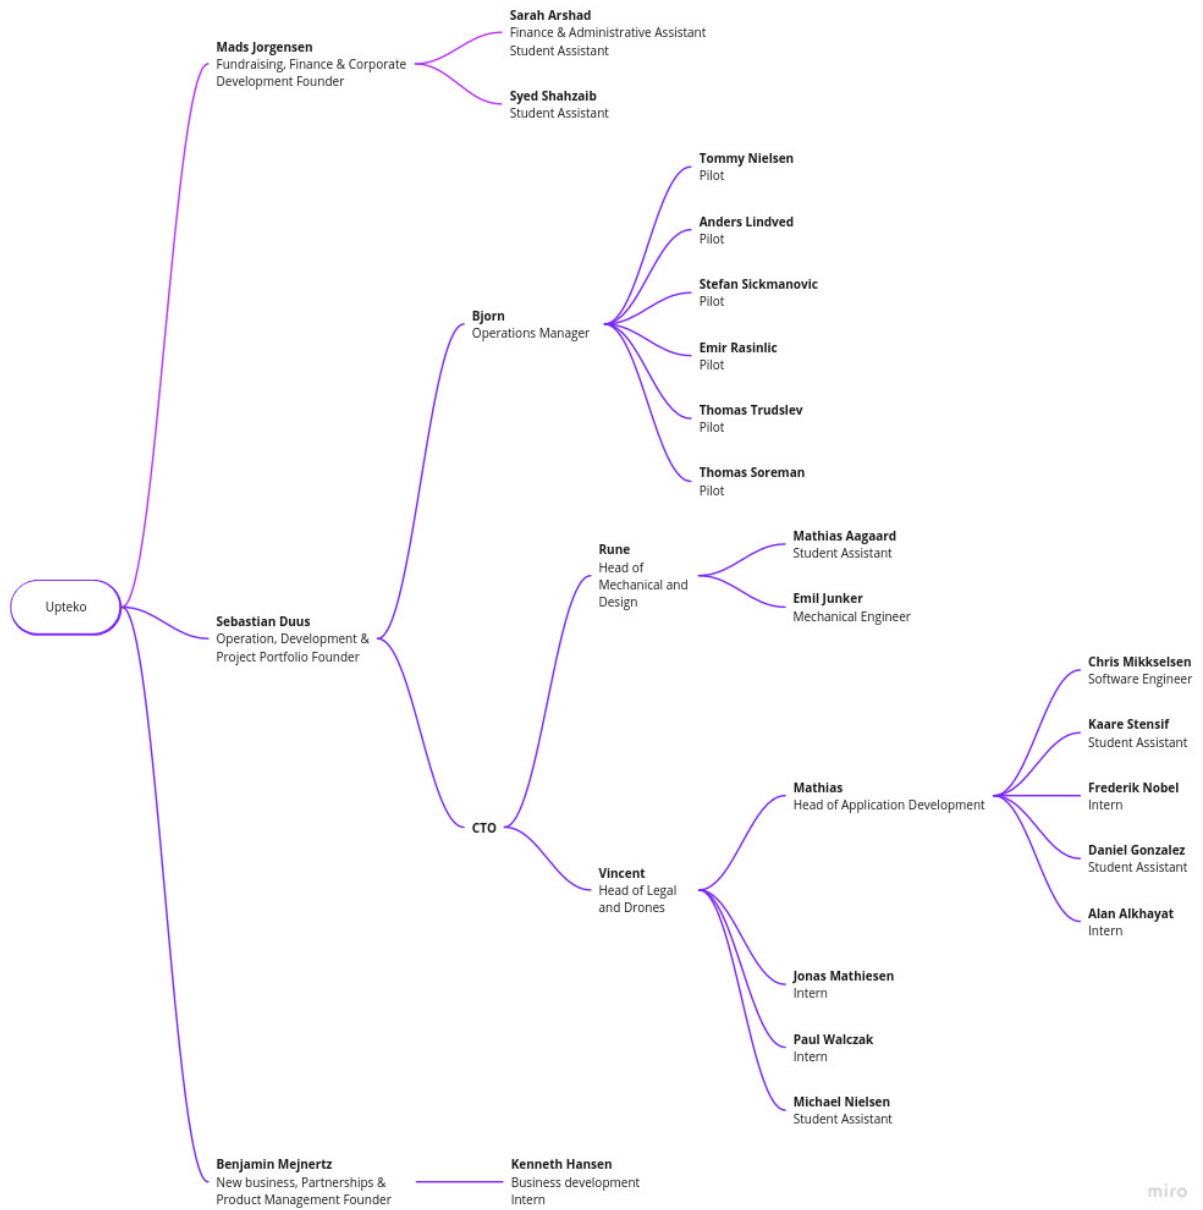 Sarah Arshad
Finance & Administrative Assistant
Student Assistant
Mads Jorgensen
Fundraising, Finance & Corporate
Development Founder
Syed Shahzaib
Student Assistant
Tommy Nielsen
Pilot
Anders Lindved
Pilot
Stefan Sickmanovic
Pilot
Bjorn
Operations Manager
Emir Rasinlic
Pilot
Thomas Trudslev
Pilot
Thomas Soreman
Pilot
Mathias Aagaard
Student Assistant
Rune
Head of
Mechanical and
Design
Emil Junker
Mechanical Engineer
Upteko
Sebastian Duus
Operation, Development &
Project Portfolio Founder
Chris Mikkselsen
Software Engineer
Kaare Stensif
Student Assistant
Mathias
Head of Application Development
Frederik Nobel
Intern
CTO
Daniel Gonzalez
Student Assistant
Vincent
Head of Legal
and Drones
Alan Alkhayat
Intern
Jonas Mathiesen
Intern
Paul Walczak
Intern
Michael Nielsen
Student Assistant
Benjamin Mejnertz
New business, Partnerships &
Product Management Founder
Kenneth Hansen
Business development
Intern
miro